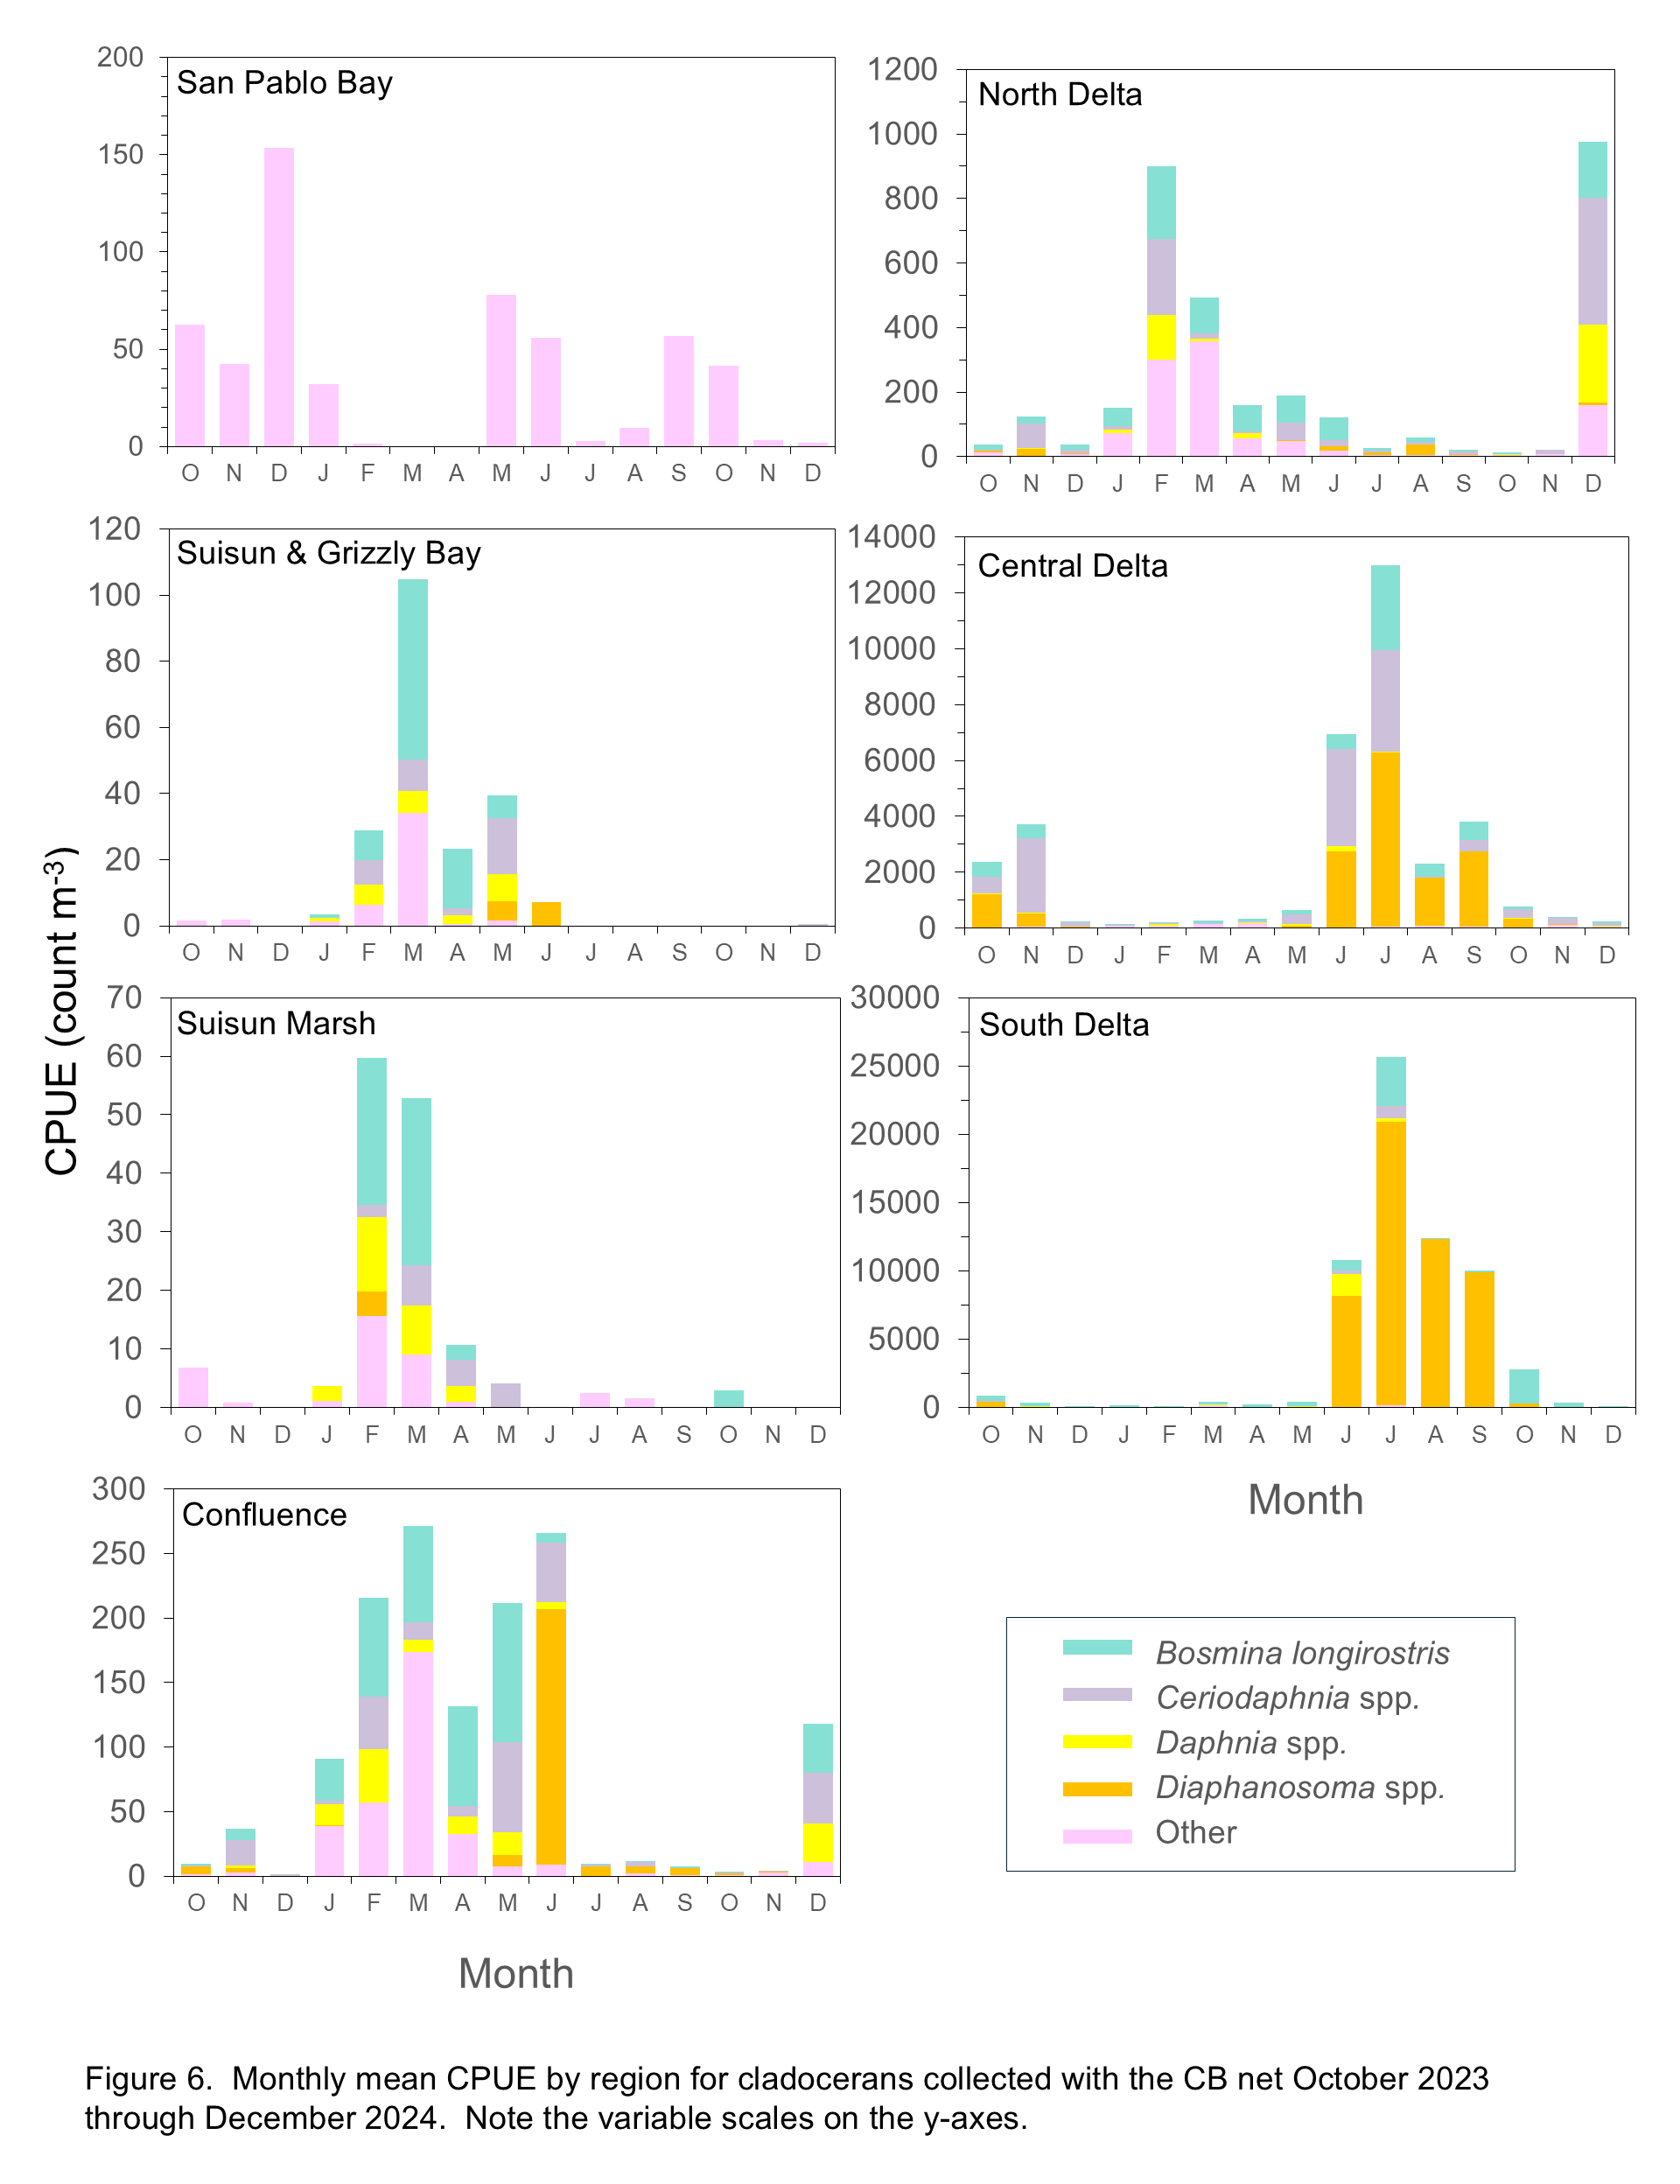 CPUE (count m-3)
San Pablo Bay
200
150
100
50
0
O N D J F M A M J J A S O N D
North Delta
1200
1000
800
600
400
200
0
O N D J F M A M J J A S O N D
Suisun & Grizzly Bay
120
100
80
60
40
20
0
O N D J F M A M J J A S O N D
Central Delta
14000
12000
10000
8000
6000
4000
2000
0
O N D J F M A M J J A S O N D
Suisun Marsh
70
60
50
40
30
20
10
0
O N D J F M A M J J A S O N D
South Delta
30000
25000
20000
15000
10000
5000
0
O N D J F M A M J J A S O N D
Month
Confluence
300
250
200
150
100
50
0
O N D J F M A M J J A S O N D
Month
Bosmina longirostris
Ceriodaphnia spp.
Daphnia spp.
Diaphanosoma spp.
Other
Figure 6.  Monthly mean CPUE by region for cladocerans collected with the CB net October 2023
through December 2024.  Note the variable scales on the y-axes.